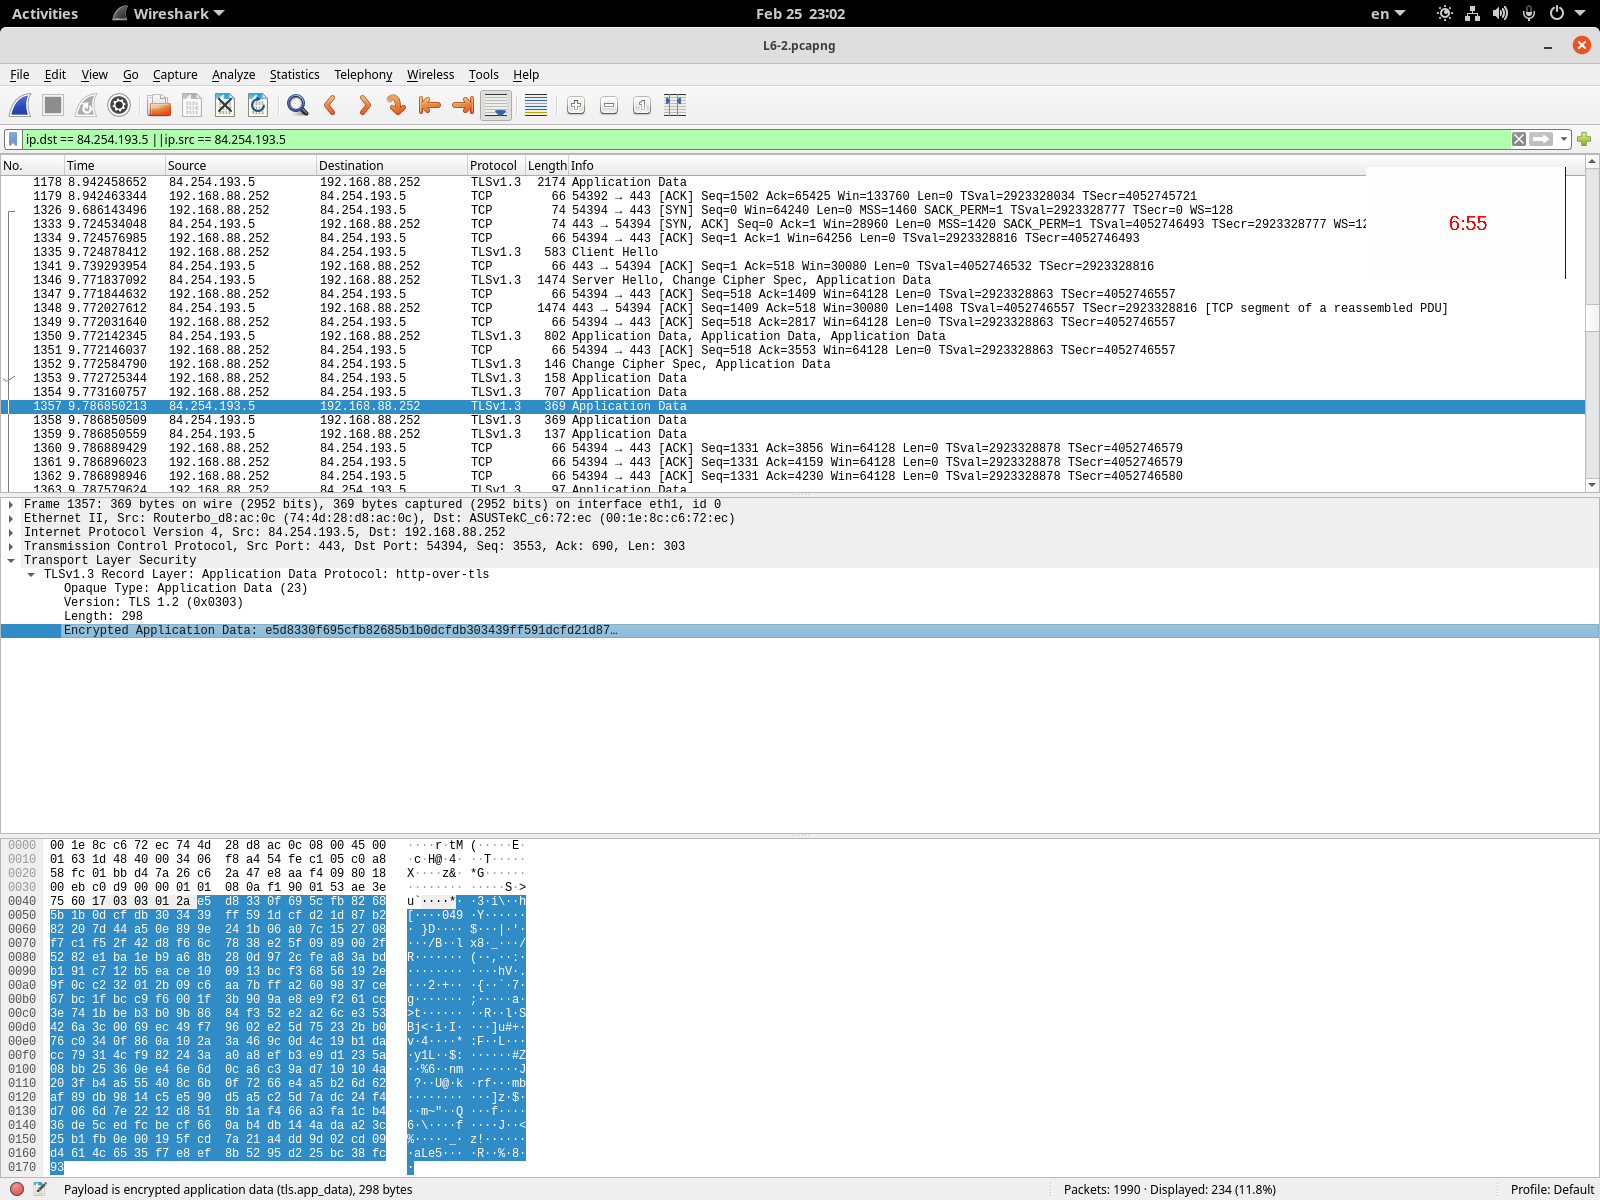 Activities Wireshark Feb 25 23:02 en
L6-2.pcapng
File Edit View Go Capture Analyze Statistics Telephony Wireless Tools Help
ip.dst == 84.254.193.5 ||ip.src == 84.254.193.5
No. Time Source Destination Protocol Length Info
1178 8.942458652 84.254.193.5 192.168.88.252 TLSv1.3 2174 Application Data
1179 8.942463344 192.168.88.252 84.254.193.5 TCP 66 54392 → 443 [ACK] Seq=1502 Ack=65425 Win=133760 Len=0 TSval=2923328034 TSecr=4052745721
1326 9.686143496 192.168.88.252 84.254.193.5 TCP 74 54394 → 443 [SYN] Seq=0 Win=64240 Len=0 MSS=1460 SACK_PERM=1 TSval=2923328777 TSecr=0 WS=128
1333 9.724534048 84.254.193.5 192.168.88.252 TCP 74 443 → 54394 [SYN, ACK] Seq=0 Ack=1 Win=28960 Len=0 MSS=1420 SACK_PERM=1 TSval=4052746493 TSecr=2923328777 WS=12
6:55
1334 9.724576985 192.168.88.252 84.254.193.5 TCP 66 54394 → 443 [ACK] Seq=1 Ack=1 Win=64256 Len=0 TSval=2923328816 TSecr=4052746493
1335 9.724878412 192.168.88.252 84.254.193.5 TLSv1.3 583 Client Hello
1341 9.739293954 84.254.193.5 192.168.88.252 TCP 66 443 → 54394 [ACK] Seq=1 Ack=518 Win=30080 Len=0 TSval=4052746532 TSecr=2923328816
1346 9.771837092 84.254.193.5 192.168.88.252 TLSv1.3 1474 Server Hello, Change Cipher Spec, Application Data
1347 9.771844632 192.168.88.252 84.254.193.5 TCP 66 54394 → 443 [ACK] Seq=518 Ack=1409 Win=64128 Len=0 TSval=2923328863 TSecr=4052746557
1348 9.772027612 84.254.193.5 192.168.88.252 TCP 1474 443 → 54394 [ACK] Seq=1409 Ack=518 Win=30080 Len=1408 TSval=4052746557 TSecr=2923328816 [TCP segment of a reassembled PDU]
1349 9.772031640 192.168.88.252 84.254.193.5 TCP 66 54394 → 443 [ACK] Seq=518 Ack=2817 Win=64128 Len=0 TSval=2923328863 TSecr=4052746557
1350 9.772142345 84.254.193.5 192.168.88.252 TLSv1.3 802 Application Data, Application Data, Application Data
1351 9.772146037 192.168.88.252 84.254.193.5 TCP 66 54394 → 443 [ACK] Seq=518 Ack=3553 Win=64128 Len=0 TSval=2923328863 TSecr=4052746557
1352 9.772584790 192.168.88.252 84.254.193.5 TLSv1.3 146 Change Cipher Spec, Application Data
1353 9.772725344 192.168.88.252 84.254.193.5 TLSv1.3 158 Application Data
1354 9.773160757 192.168.88.252 84.254.193.5 TLSv1.3 707 Application Data
1357 9.786850213 84.254.193.5 192.168.88.252 TLSv1.3 369 Application Data
1358 9.786850509 84.254.193.5 192.168.88.252 TLSv1.3 369 Application Data
1359 9.786850559 84.254.193.5 192.168.88.252 TLSv1.3 137 Application Data
1360 9.786889429 192.168.88.252 84.254.193.5 TCP 66 54394 → 443 [ACK] Seq=1331 Ack=3856 Win=64128 Len=0 TSval=2923328878 TSecr=4052746579
1361 9.786896023 192.168.88.252 84.254.193.5 TCP 66 54394 → 443 [ACK] Seq=1331 Ack=4159 Win=64128 Len=0 TSval=2923328878 TSecr=4052746579
1362 9.786898946 192.168.88.252 84.254.193.5 TCP 66 54394 → 443 [ACK] Seq=1331 Ack=4230 Win=64128 Len=0 TSval=2923328878 TSecr=4052746580
1363 9.787579624 192.168.88.252 84.254.193.5 TLSv1.3 97 Application Data
Frame 1357: 369 bytes on wire (2952 bits), 369 bytes captured (2952 bits) on interface eth1, id 0
Ethernet II, Src: Routerbo_d8:ac:0c (74:4d:28:d8:ac:0c), Dst: ASUSTekC_c6:72:ec (00:1e:8c:c6:72:ec)
Internet Protocol Version 4, Src: 84.254.193.5, Dst: 192.168.88.252
Transmission Control Protocol, Src Port: 443, Dst Port: 54394, Seq: 3553, Ack: 690, Len: 303
Transport Layer Security
TLSv1.3 Record Layer: Application Data Protocol: http-over-tls
Opaque Type: Application Data (23)
Version: TLS 1.2 (0x0303)
Length: 298
Encrypted Application Data: e5d8330f695cfb82685b1b0dcfdb303439ff591dcfd21d87…
0000 00 1e 8c c6 72 ec 74 4d 28 d8 ac 0c 08 00 45 00 ····r·tM (·····E·
0010 01 63 1d 48 40 00 34 06 f8 a4 54 fe c1 05 c0 a8 ·c·H@·4· ··T·····
0020 58 fc 01 bb d4 7a 26 c6 2a 47 e8 aa f4 09 80 18 X····z&· *G······
0030 00 eb c0 d9 00 00 01 01 08 0a f1 90 01 53 ae 3e ········ ·····S·>
0040 75 60 17 03 03 01 2a e5 d8 33 0f 69 5c fb 82 68 u`····*· ·3·i\··h
0050 5b 1b 0d cf db 30 34 39 ff 59 1d cf d2 1d 87 b2 [····049 ·Y······
0060 82 20 7d 44 a5 0e 89 9e 24 1b 06 a0 7c 15 27 08 · }D···· $···|·'·
0070 f7 c1 f5 2f 42 d8 f6 6c 78 38 e2 5f 09 89 00 2f ···/B··l x8·_···/
0080 52 82 e1 ba 1e b9 a6 8b 28 0d 97 2c fe a8 3a bd R······· (··,··:·
0090 b1 91 c7 12 b5 ea ce 10 09 13 bc f3 68 56 19 2e ········ ····hV·.
00a0 9f 0c c2 32 01 2b 09 c6 aa 7b ff a2 60 98 37 ce ···2·+·· ·{··`·7·
00b0 67 bc 1f bc c9 f6 00 1f 3b 90 9a e8 e9 f2 61 cc g······· ;·····a·
00c0 3e 74 1b be b3 b0 9b 86 84 f3 52 e2 a2 6c e3 53 >t······ ··R··l·S
00d0 42 6a 3c 00 69 ec 49 f7 96 02 e2 5d 75 23 2b b0 Bj<·i·I· ···]u#+·
00e0 76 c0 34 0f 86 0a 10 2a 3a 46 9c 0d 4c 19 b1 da v·4····* :F··L···
00f0 cc 79 31 4c f9 82 24 3a a0 a8 ef b3 e9 d1 23 5a ·y1L··$: ······#Z
0100 08 bb 25 36 0e e4 6e 6d 0c a6 c3 9a d7 10 10 4a ··%6··nm ·······J
0110 20 3f b4 a5 55 40 8c 6b 0f 72 66 e4 a5 b2 6d 62 ?··U@·k ·rf···mb
0120 af 89 db 98 14 c5 e5 90 d5 a5 c2 5d 7a dc 24 f4 ········ ···]z·$·
0130 d7 06 6d 7e 22 12 d8 51 8b 1a f4 66 a3 fa 1c b4 ··m~"··Q ···f····
0140 36 de 5c ed fc be cf 66 0a b4 db 14 4a da a2 3c 6·\····f ····J··<
0150 25 b1 fb 0e 00 19 5f cd 7a 21 a4 dd 9d 02 cd 09 %·····_· z!······
0160 d4 61 4c 65 35 f7 e8 ef 8b 52 95 d2 25 bc 38 fc ·aLe5··· ·R··%·8·
0170 93 ·
Payload is encrypted application data (tls.app_data), 298 bytes Packets: 1990 · Displayed: 234 (11.8%) Profile: Default